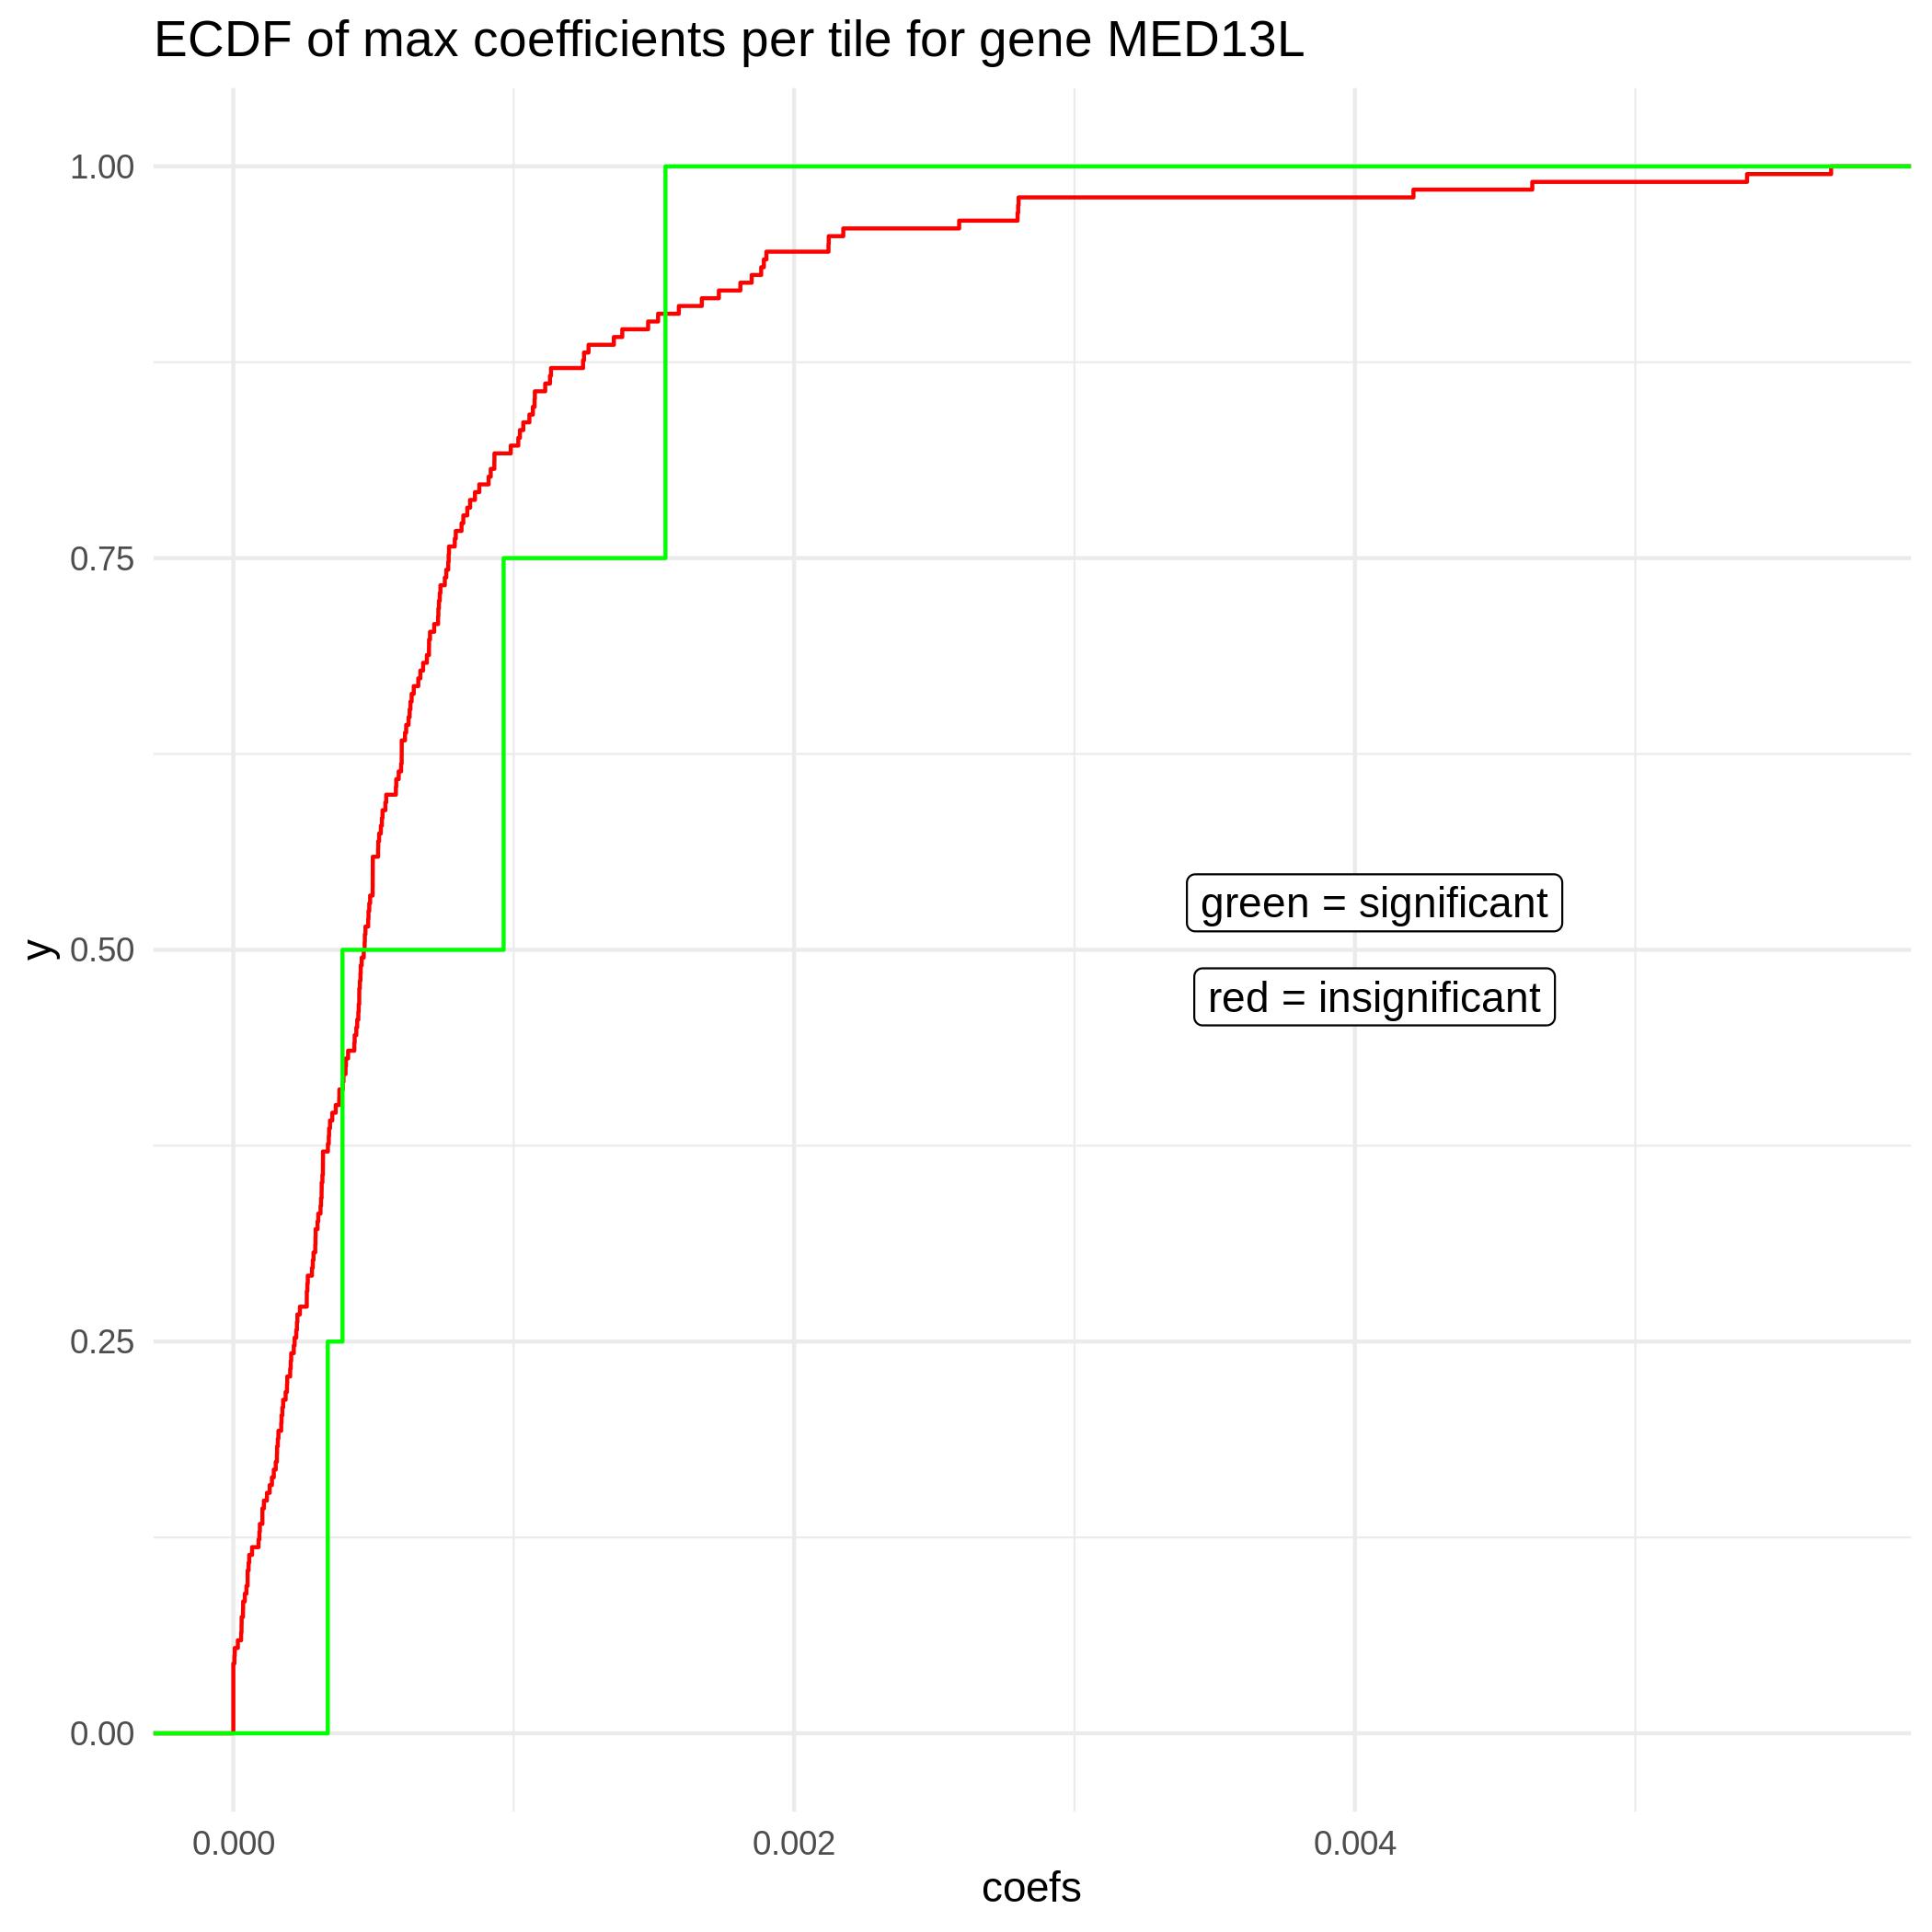 ECDF of max coefficients per tile for gene MED13L
1.00
0.75
0.50
0.25
0.00
y
green = significant
red = insignificant
0.000 0.002 0.004
coefs